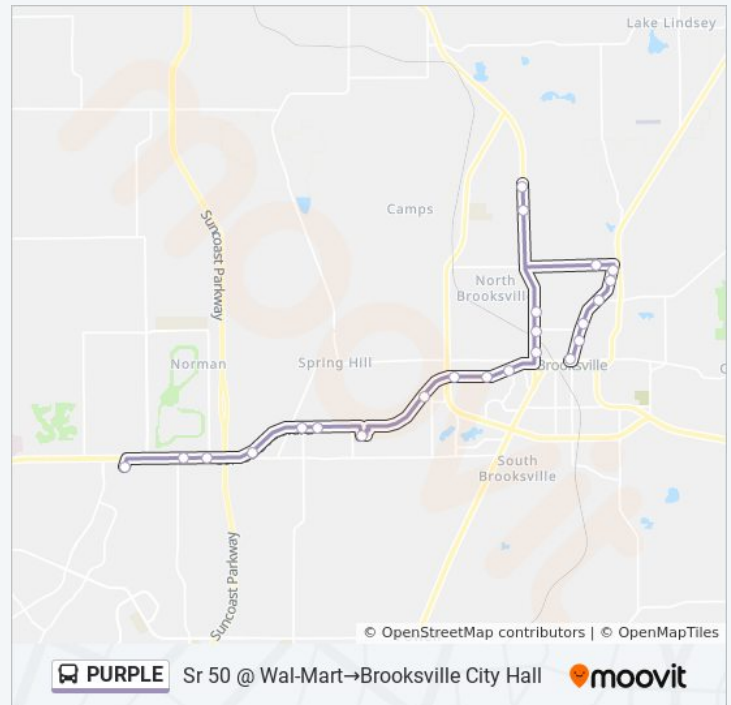 Lake Lindsey
Camps
Suncoast Parkway
North
Brooksvill
Norman
Spring Hill
Brooksville
South
Brooksville
Suncoast Parkway
© OpenStreetMap contributors | © OpenMapTiles
PURPLE Sr 50 @ Wal-Mart→Brooksville City Hall moovit